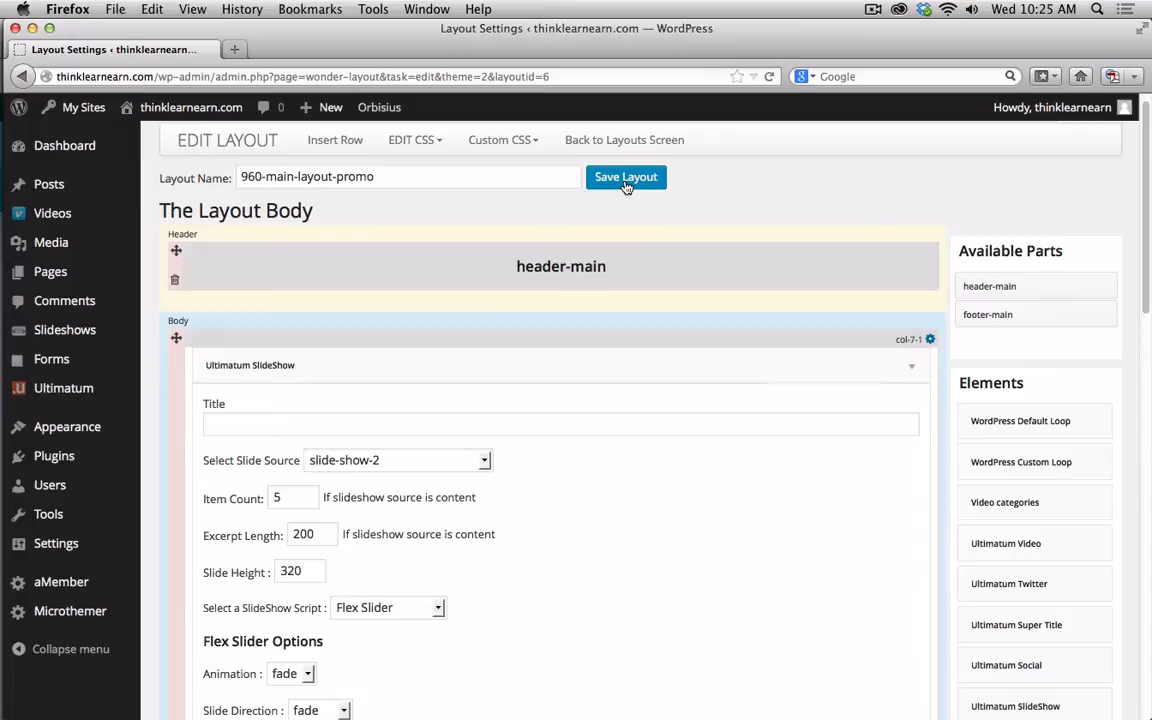 Firefox File Edit View History Bookmarks Tools Window Help Wed 10:25 AM
Layout Settings ‹ thinklearnearn.com — WordPress
Layout Settings ‹ thinklearnearn.com...
thinklearnearn.com/wp-admin/admin.php?page=wonder-layout&task=edit&theme=2&layoutid=6 Google
My Sites thinklearnearn.com 0 New Orbisius Howdy, thinklearnearn
Dashboard
Posts
Videos
Media
Pages
Comments
Slideshows
Forms
Ultimatum
Appearance
Plugins
Users
Tools
Settings
aMember
Microthemer
Collapse menu
EDIT LAYOUT Insert Row EDIT CSS Custom CSS Back to Layouts Screen
Layout Name: 960-main-layout-promo Save Layout
The Layout Body
Header
header-main
Body
col-7-1
Ultimatum SlideShow
Title
Select Slide Source slide-show-2
Item Count: 5 If slideshow source is content
Excerpt Length: 200 If slideshow source is content
Slide Height : 320
Select a SlideShow Script : Flex Slider
Flex Slider Options
Animation : fade
Slide Direction : fade
Available Parts
header-main
footer-main
Elements
WordPress Default Loop
WordPress Custom Loop
Video categories
Ultimatum Video
Ultimatum Twitter
Ultimatum Super Title
Ultimatum Social
Ultimatum SlideShow